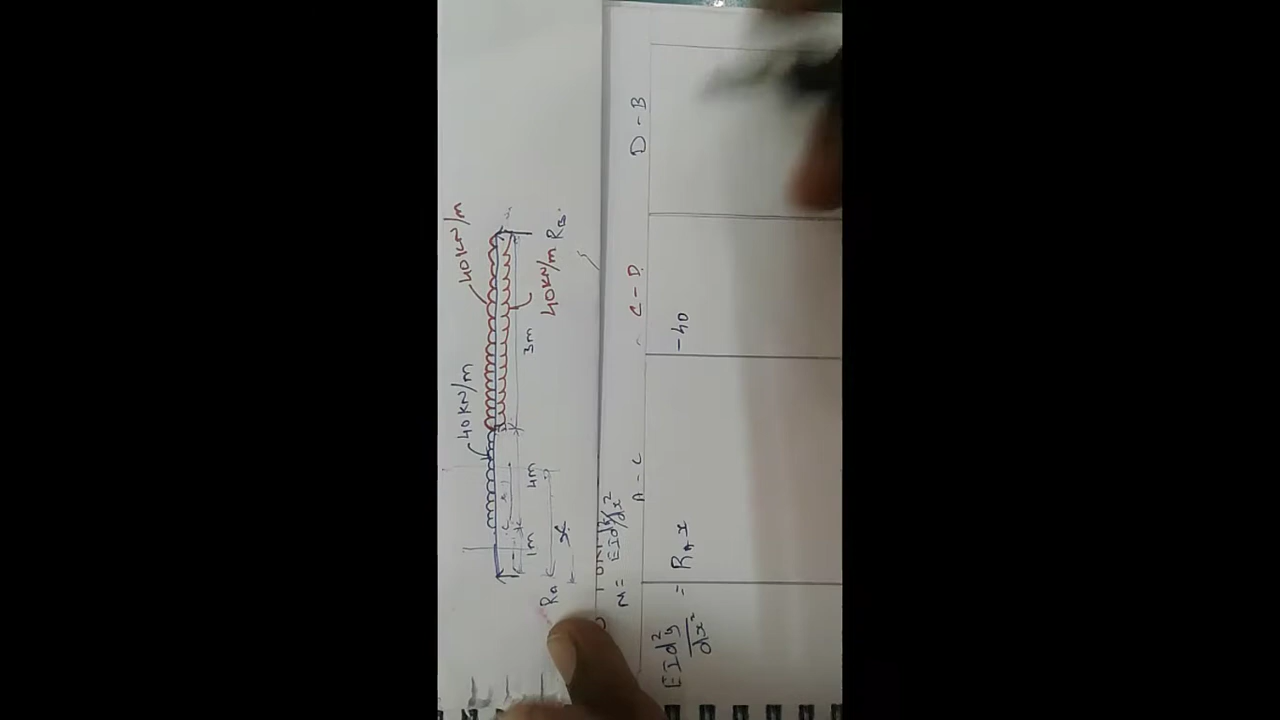 40KN/m
40KN/m
1m
4m
3m
40KN/m
RA
x
RB
M = EId²y/dx²
A - C
C - D
D - B
EId²y/dx² = RA x
-40